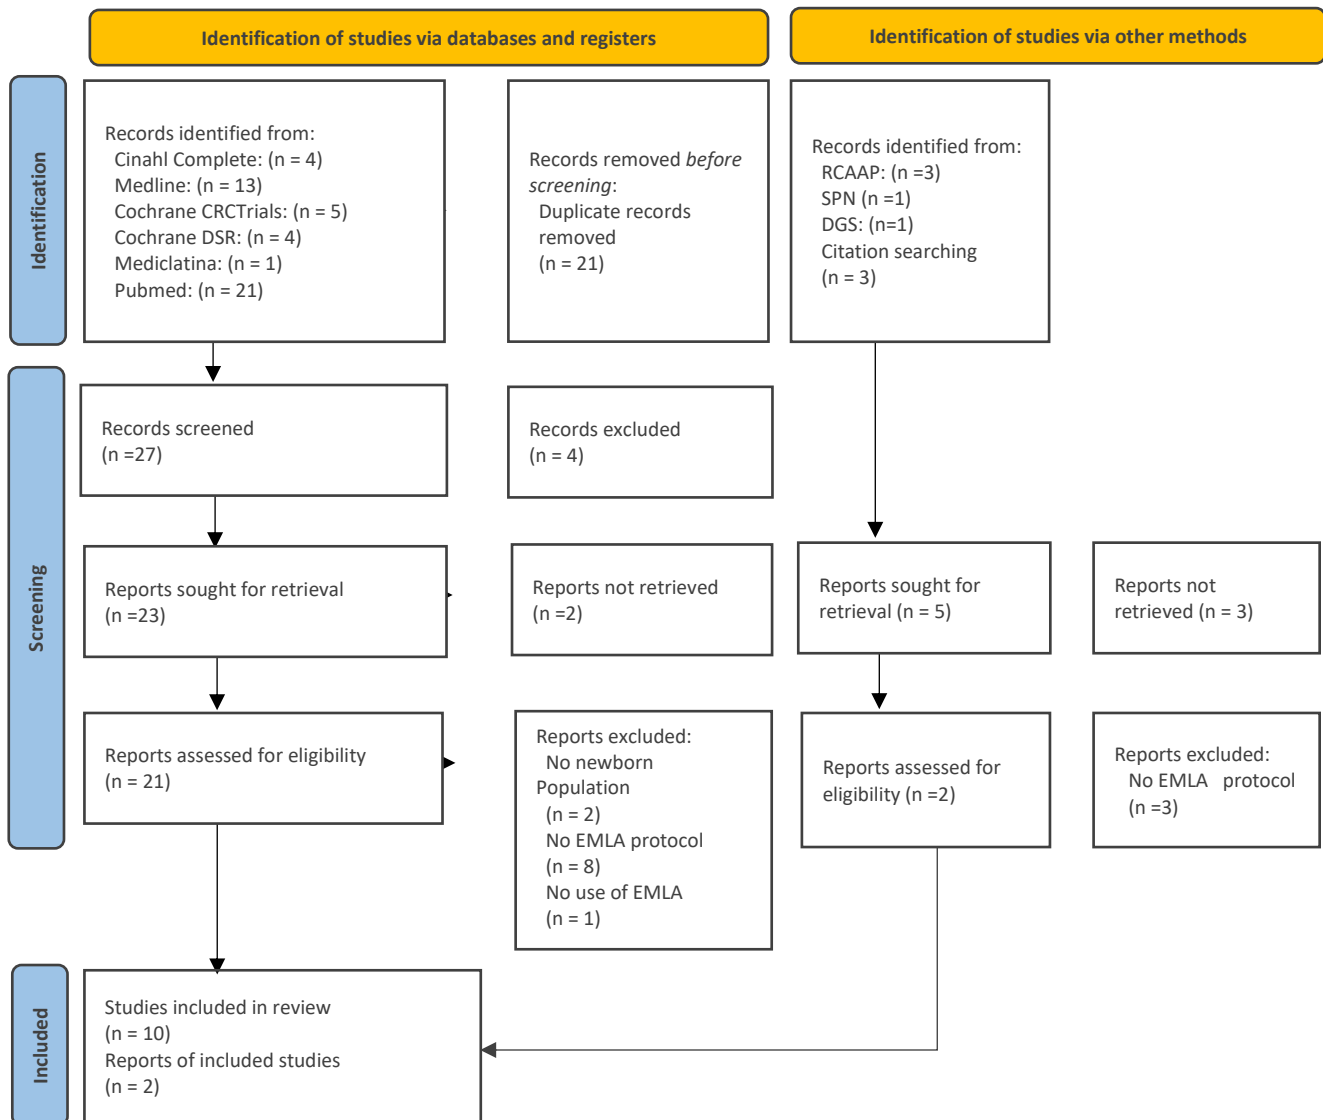 Identification of studies via databases and registers
Identification of studies via other methods
Identification
Records identified from:
Cinahl Complete: (n = 4)
Medline: (n = 13)
Cochrane CRCTrials: (n = 5)
Cochrane DSR: (n = 4)
Mediclatina: (n = 1)
Pubmed: (n = 21)
Records removed before
screening:
Duplicate records
removed
(n = 21)
Records identified from:
RCAAP: (n =3)
SPN (n =1)
DGS: (n=1)
Citation searching
(n = 3)
Screening
Records screened
(n =27)
Records excluded
(n = 4)
Reports sought for retrieval
(n =23)
Reports not retrieved
(n =2)
Reports sought for
retrieval (n = 5)
Reports not
retrieved (n = 3)
Reports assessed for eligibility
(n = 21)
Reports excluded:
No newborn
Population
(n = 2)
No EMLA protocol
(n = 8)
No use of EMLA
(n = 1)
Reports assessed for
eligibility (n =2)
Reports excluded:
No EMLA protocol
(n =3)
Included
Studies included in review
(n = 10)
Reports of included studies
(n = 2)